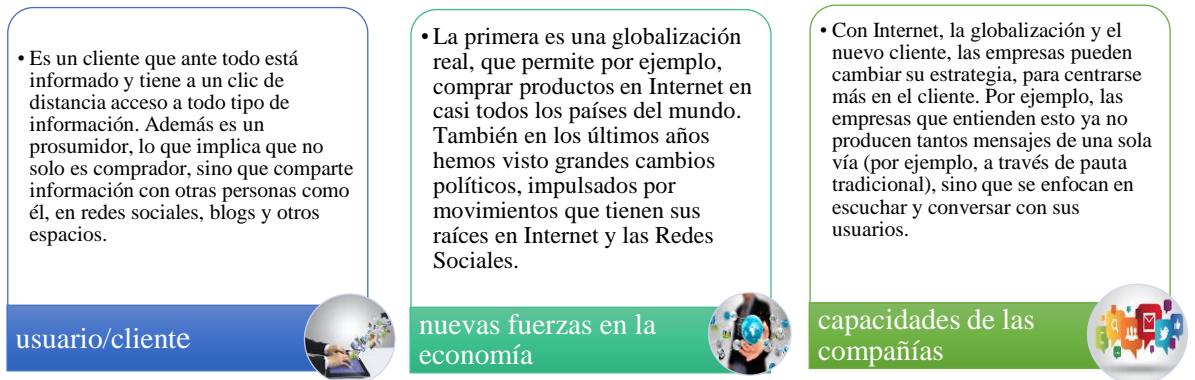 • Es un cliente que ante todo está
informado y tiene a un clic de
distancia acceso a todo tipo de
información. Además es un
prosumidor, lo que implica que no
solo es comprador, sino que comparte
información con otras personas como
él, en redes sociales, blogs y otros
espacios.
usuario/cliente
• La primera es una globalización
real, que permite por ejemplo,
comprar productos en Internet en
casi todos los países del mundo.
También en los últimos años
hemos visto grandes cambios
políticos, impulsados por
movimientos que tienen sus
raíces en Internet y las Redes
Sociales.
nuevas fuerzas en la
economía
• Con Internet, la globalización y el
nuevo cliente, las empresas pueden
cambiar su estrategia, para centrarse
más en el cliente. Por ejemplo, las
empresas que entienden esto ya no
producen tantos mensajes de una sola
vía (por ejemplo, a través de pauta
tradicional), sino que se enfocan en
escuchar y conversar con sus
usuarios.
capacidades de las
compañías